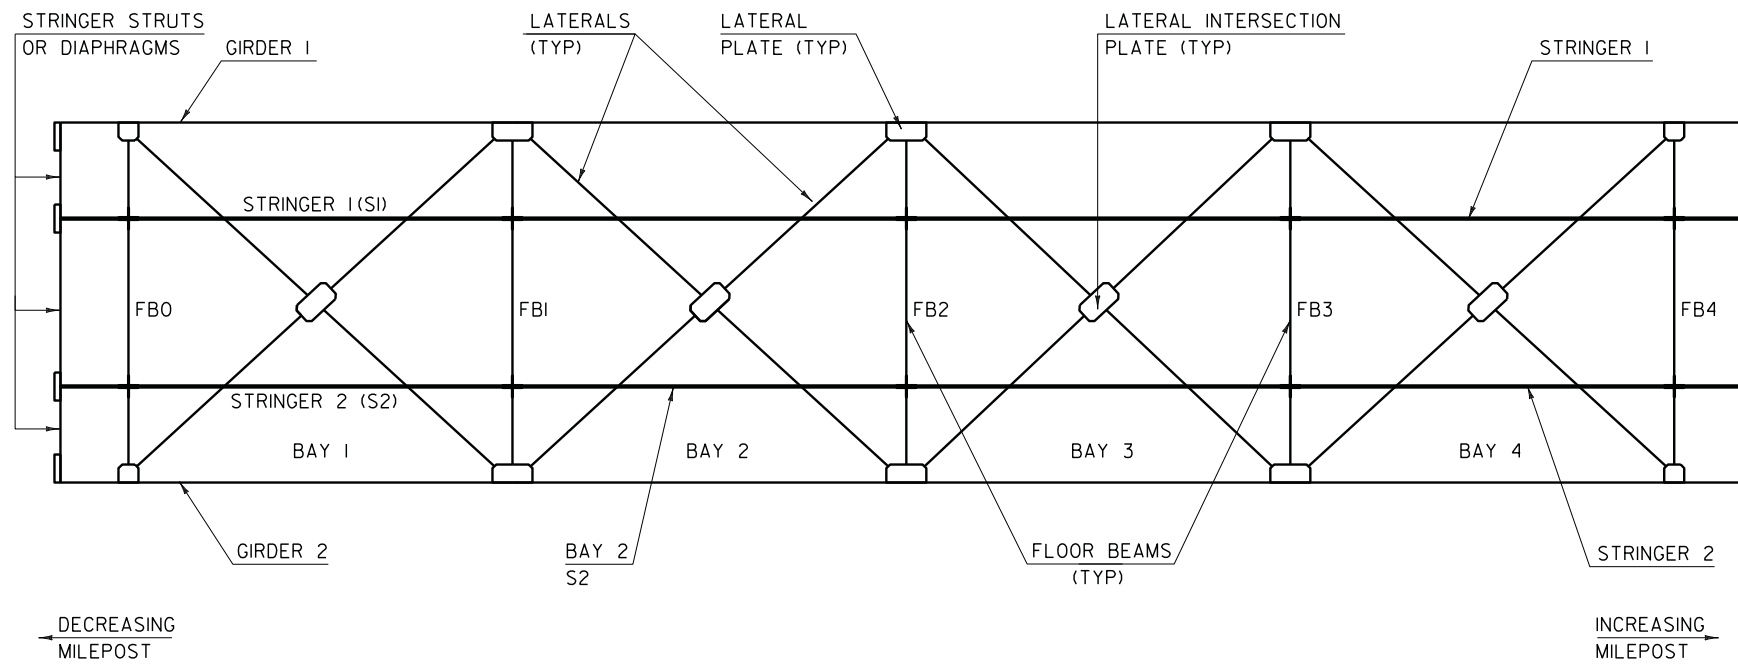 STRINGER STRUTS
OR DIAPHRAGMS
GIRDER 1
LATERALS
(TYP)
LATERAL
PLATE (TYP)
LATERAL INTERSECTION
PLATE (TYP)
STRINGER 1
STRINGER 1(S1)
FB0
FB1
FB2
FB3
FB4
STRINGER 2 (S2)
BAY 1
BAY 2
BAY 3
BAY 4
GIRDER 2
BAY 2
S2
FLOOR BEAMS
(TYP)
STRINGER 2
DECREASING
MILEPOST
INCREASING
MILEPOST